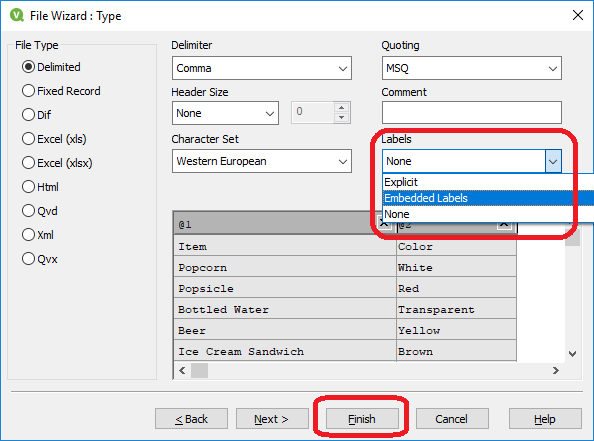 File Wizard : Type
File Type
Delimited
Fixed Record
Dif
Excel (xls)
Excel (xlsx)
Html
Qvd
Xml
Qvx
Delimiter
Comma
Quoting
MSQ
Header Size
None
0
Comment
Character Set
Western European
Labels
None
Explicit
Embedded Labels
None
@1 @2
Item Color
Popcorn White
Popsicle Red
Bottled Water Transparent
Beer Yellow
Ice Cream Sandwich Brown
< Back Next > Finish Cancel Help